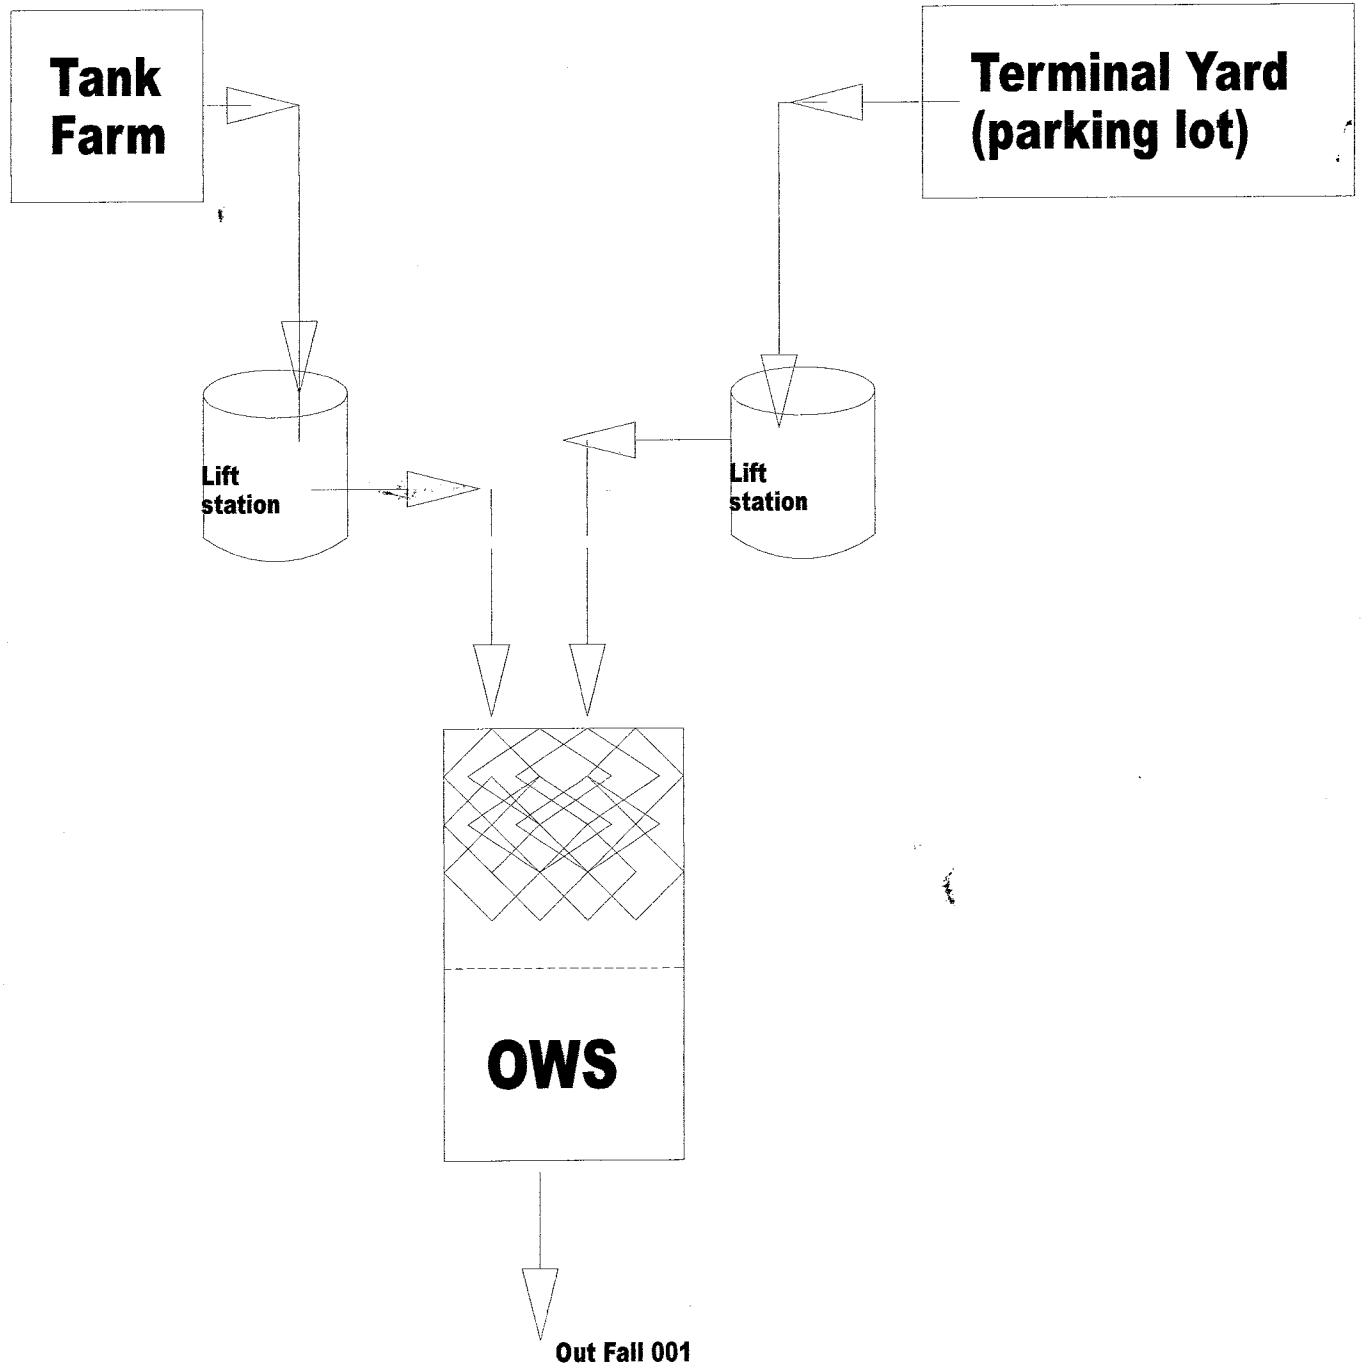 Tank
Farm
Terminal Yard
(parking lot)
Lift
station
Lift
station
OWS
Out Fall 001